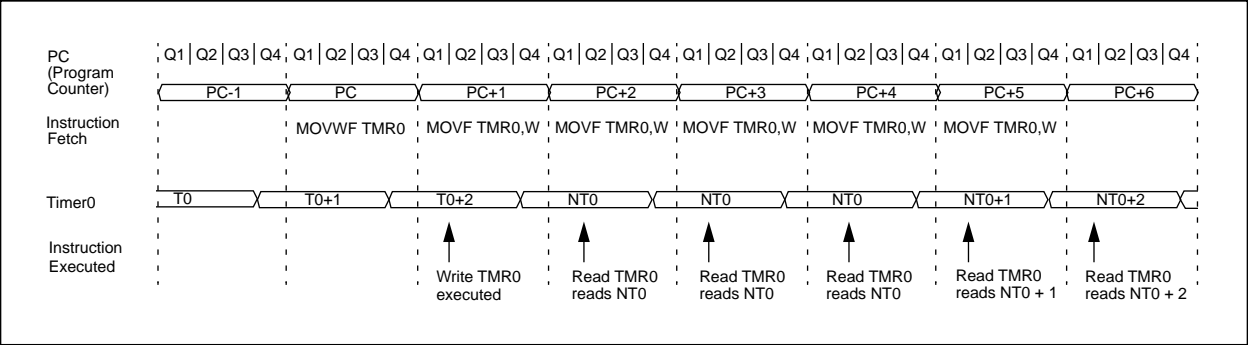 PC
(Program
Counter)
Q1 Q2 Q3 Q4 Q1 Q2 Q3 Q4 Q1 Q2 Q3 Q4 Q1 Q2 Q3 Q4 Q1 Q2 Q3 Q4 Q1 Q2 Q3 Q4 Q1 Q2 Q3 Q4 Q1 Q2 Q3 Q4
PC-1 PC PC+1 PC+2 PC+3 PC+4 PC+5 PC+6
Instruction
Fetch
MOVWF TMR0 MOVF TMR0,W MOVF TMR0,W MOVF TMR0,W MOVF TMR0,W MOVF TMR0,W
Timer0
T0 T0+1 T0+2 NT0 NT0 NT0 NT0+1 NT0+2
Instruction
Executed
Write TMR0
executed
Read TMR0
reads NT0
Read TMR0
reads NT0
Read TMR0
reads NT0
Read TMR0
reads NT0 + 1
Read TMR0
reads NT0 + 2